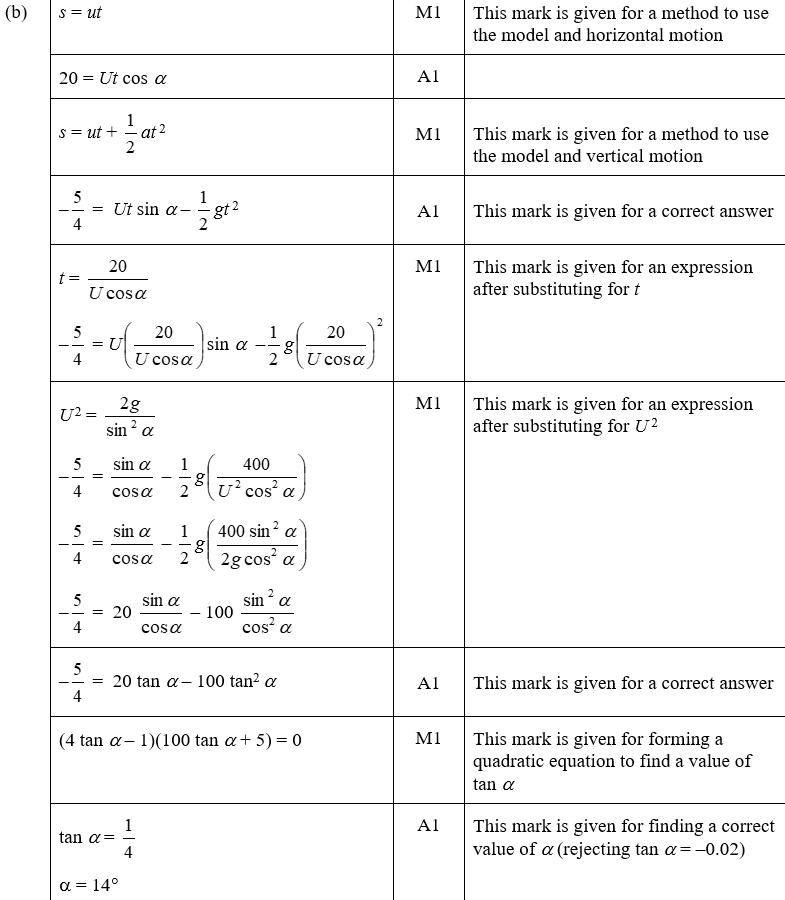 (b) s = ut M1 This mark is given for a method to use
the model and horizontal motion
20 = Ut cos α A1
s = ut + 1/2 at² M1 This mark is given for a method to use
the model and vertical motion
−5/4 = Ut sin α − 1/2 gt² A1 This mark is given for a correct answer
t = 20/(U cos α) M1 This mark is given for an expression
after substituting for t
−5/4 = U(20/(U cos α)) sin α − 1/2 g(20/(U cos α))²
U² = 2g/(sin² α) M1 This mark is given for an expression
after substituting for U²
−5/4 = sin α/cos α − 1/2 g(400/(U² cos² α))
−5/4 = sin α/cos α − 1/2 g(400 sin² α/(2g cos² α))
−5/4 = 20 sin α/cos α − 100 sin² α/cos² α
−5/4 = 20 tan α − 100 tan² α A1 This mark is given for a correct answer
(4 tan α − 1)(100 tan α + 5) = 0 M1 This mark is given for forming a
quadratic equation to find a value of
tan α
tan α = 1/4 A1 This mark is given for finding a correct
value of α (rejecting tan α = −0.02)
α = 14°